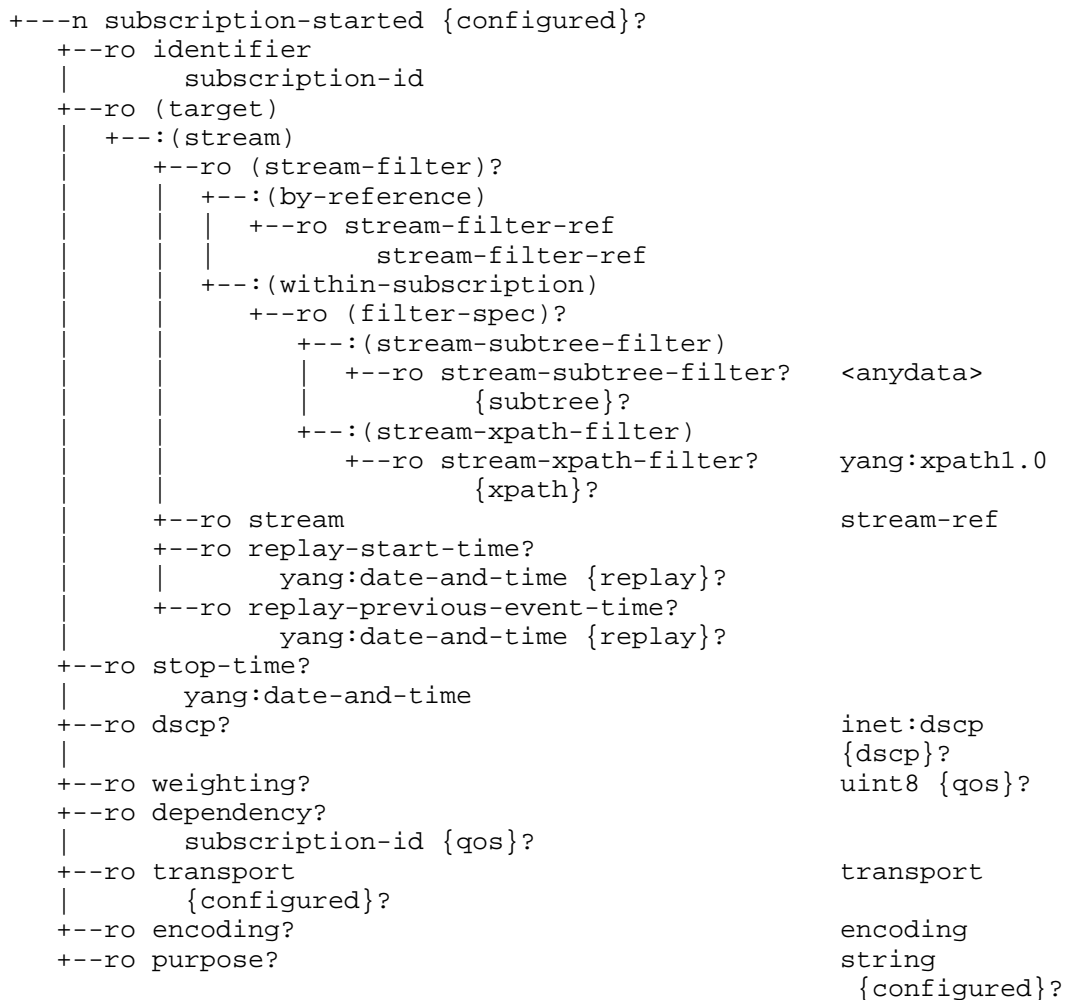 +---n subscription-started {configured}?
   +--ro identifier
   |       subscription-id
   +--ro (target)
   |  +--:(stream)
   |     +--ro (stream-filter)?
   |     |  +--:(by-reference)
   |     |  |  +--ro stream-filter-ref
   |     |  |          stream-filter-ref
   |     |  +--:(within-subscription)
   |     |     +--ro (filter-spec)?
   |     |        +--:(stream-subtree-filter)
   |     |        |  +--ro stream-subtree-filter?   <anydata>
   |     |        |          {subtree}?
   |     |        +--:(stream-xpath-filter)
   |     |           +--ro stream-xpath-filter?     yang:xpath1.0
   |     |                   {xpath}?
   |     +--ro stream                               stream-ref
   |     +--ro replay-start-time?
   |     |       yang:date-and-time {replay}?
   |     +--ro replay-previous-event-time?
   |             yang:date-and-time {replay}?
   +--ro stop-time?
   |       yang:date-and-time
   +--ro dscp?                                      inet:dscp
   |                                                {dscp}?
   +--ro weighting?                                 uint8 {qos}?
   +--ro dependency?
   |       subscription-id {qos}?
   +--ro transport                                  transport
   |       {configured}?
   +--ro encoding?                                  encoding
   +--ro purpose?                                   string
                                                     {configured}?